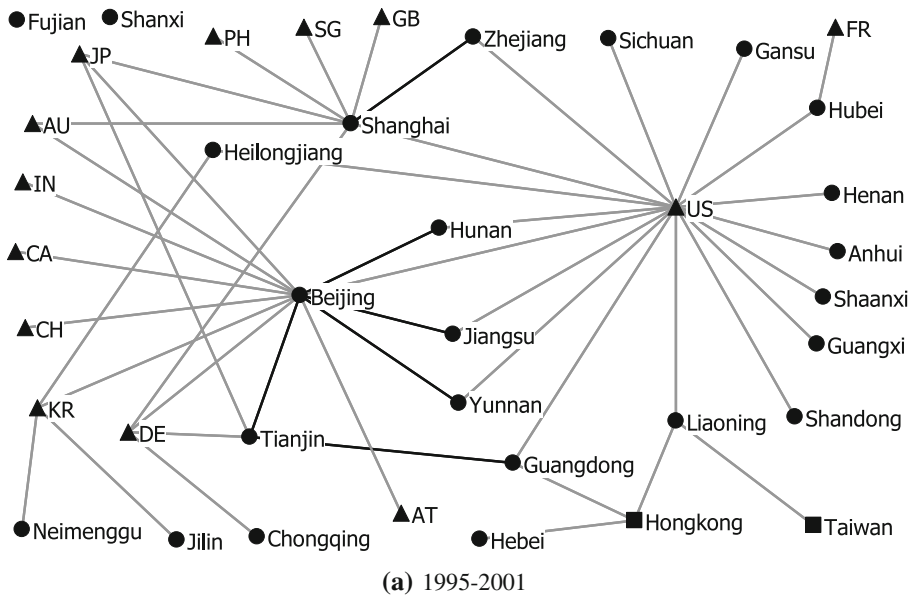 Fujian
Shanxi
PH
SG
GB
Zhejiang
Sichuan
Gansu
FR
JP
Hubei
AU
Shanghai
Heilongjiang
IN
Henan
US
Hunan
CA
Anhui
Beijing
Shaanxi
CH
Jiangsu
Guangxi
KR
Yunnan
DE
Tianjin
Liaoning
Shandong
Guangdong
AT
Neimenggu
Jilin
Chongqing
Hebei
Hongkong
Taiwan
(a) 1995-2001